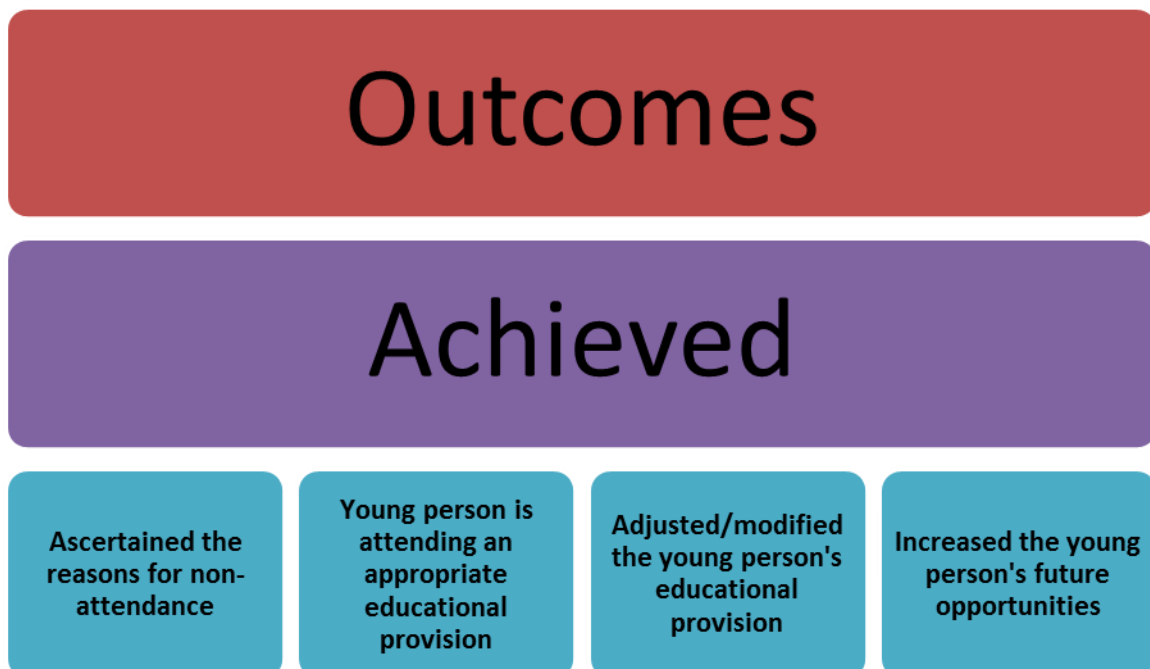 Outcomes
Achieved
Ascertained the
reasons for non-
attendance
Young person is
attending an
appropriate
educational
provision
Adjusted/modified
the young person's
educational
provision
Increased the young
person's future
opportunities